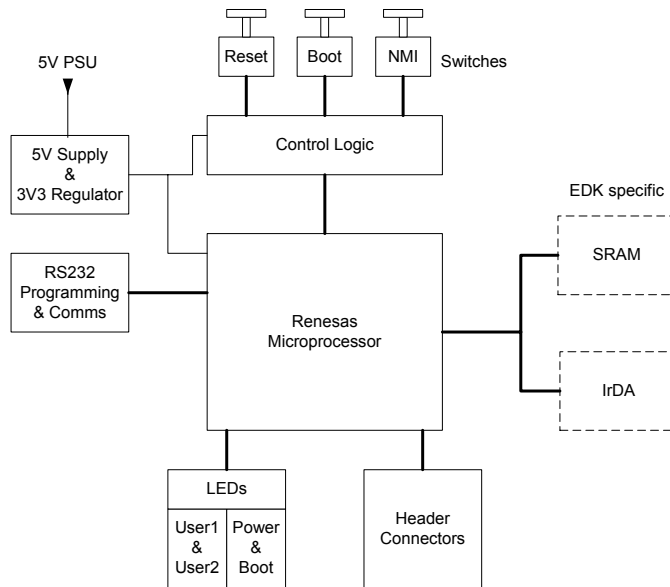 Reset
Boot
NMI
Switches
5V PSU
5V Supply
&
3V3 Regulator
Control Logic
EDK specific
SRAM
RS232
Programming
& Comms
Renesas
Microprocessor
IrDA
LEDs
User1
&
User2
Power
&
Boot
Header
Connectors